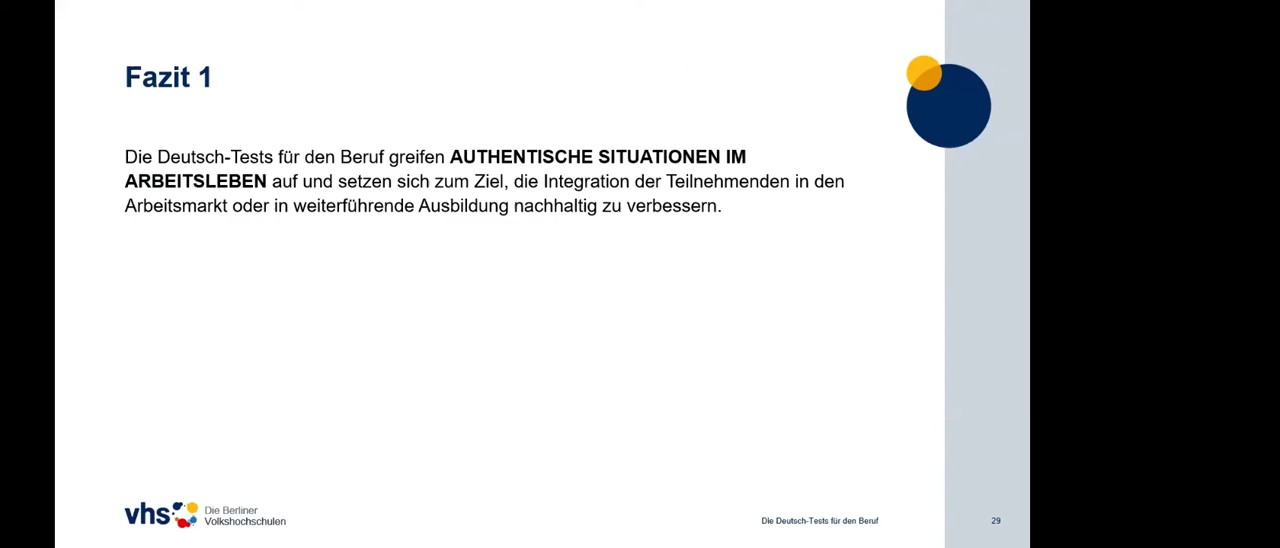 Fazit 1
Die Deutsch-Tests für den Beruf greifen AUTHENTISCHE SITUATIONEN IM
ARBEITSLEBEN auf und setzen sich zum Ziel, die Integration der Teilnehmenden in den
Arbeitsmarkt oder in weiterführende Ausbildung nachhaltig zu verbessern.
vhs
Die Berliner
Volkshochschulen
Die Deutsch-Tests für den Beruf
29